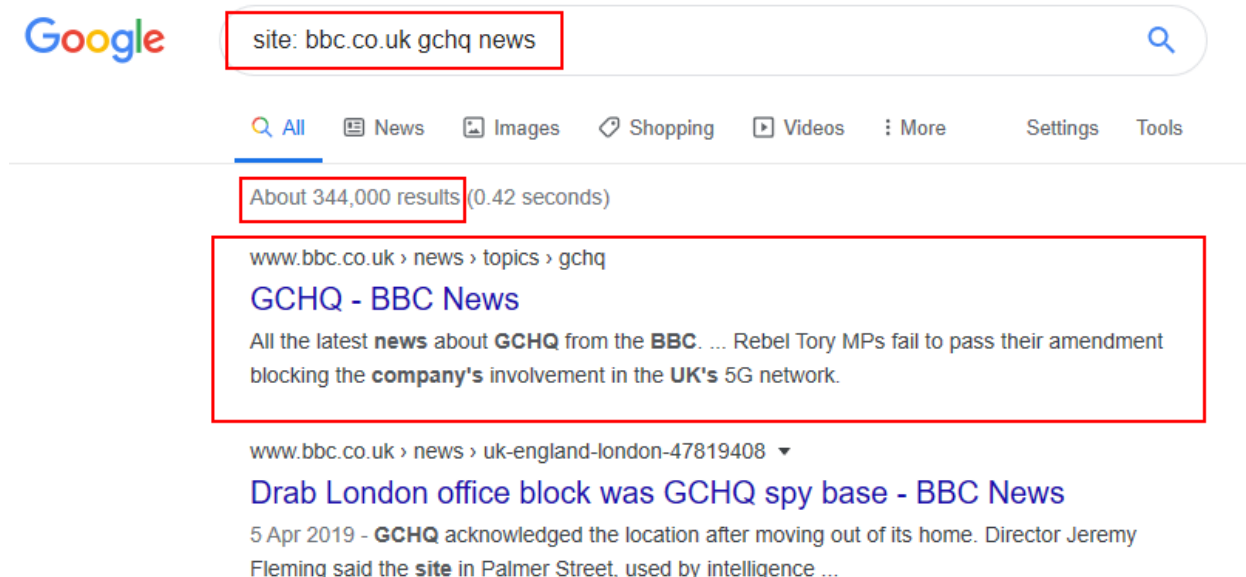 Google
site: bbc.co.uk gchq news
All News Images Shopping Videos More Settings Tools
About 344,000 results (0.42 seconds)
www.bbc.co.uk › news › topics › gchq
GCHQ - BBC News
All the latest news about GCHQ from the BBC. ... Rebel Tory MPs fail to pass their amendment
blocking the company's involvement in the UK's 5G network.
www.bbc.co.uk › news › uk-england-london-47819408
Drab London office block was GCHQ spy base - BBC News
5 Apr 2019 - GCHQ acknowledged the location after moving out of its home. Director Jeremy
Fleming said the site in Palmer Street, used by intelligence ...